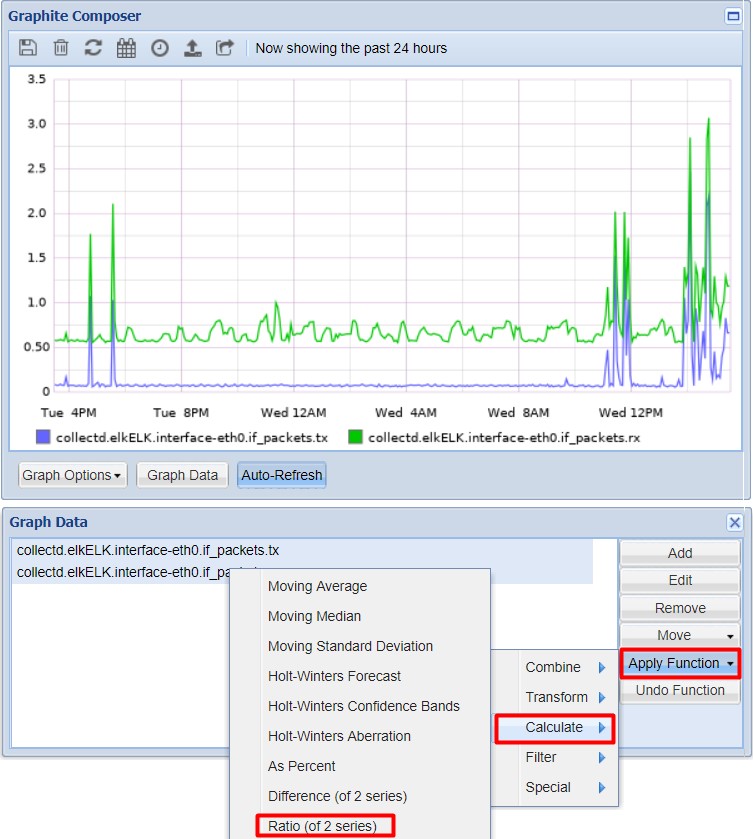 Graphite Composer
Now showing the past 24 hours
3.5
3.0
2.5
2.0
1.5
1.0
0.50
0
Tue 4PM Tue 8PM Wed 12AM Wed 4AM Wed 8AM Wed 12PM
collectd.elkELK.interface-eth0.if_packets.tx collectd.elkELK.interface-eth0.if_packets.rx
Graph Options Graph Data Auto-Refresh
Graph Data
collectd.elkELK.interface-eth0.if_packets.tx
collectd.elkELK.interface-eth0.if_pack
Add
Edit
Remove
Move
Apply Function
Undo Function
Combine
Transform
Calculate
Filter
Special
Moving Average
Moving Median
Moving Standard Deviation
Holt-Winters Forecast
Holt-Winters Confidence Bands
Holt-Winters Aberration
As Percent
Difference (of 2 series)
Ratio (of 2 series)